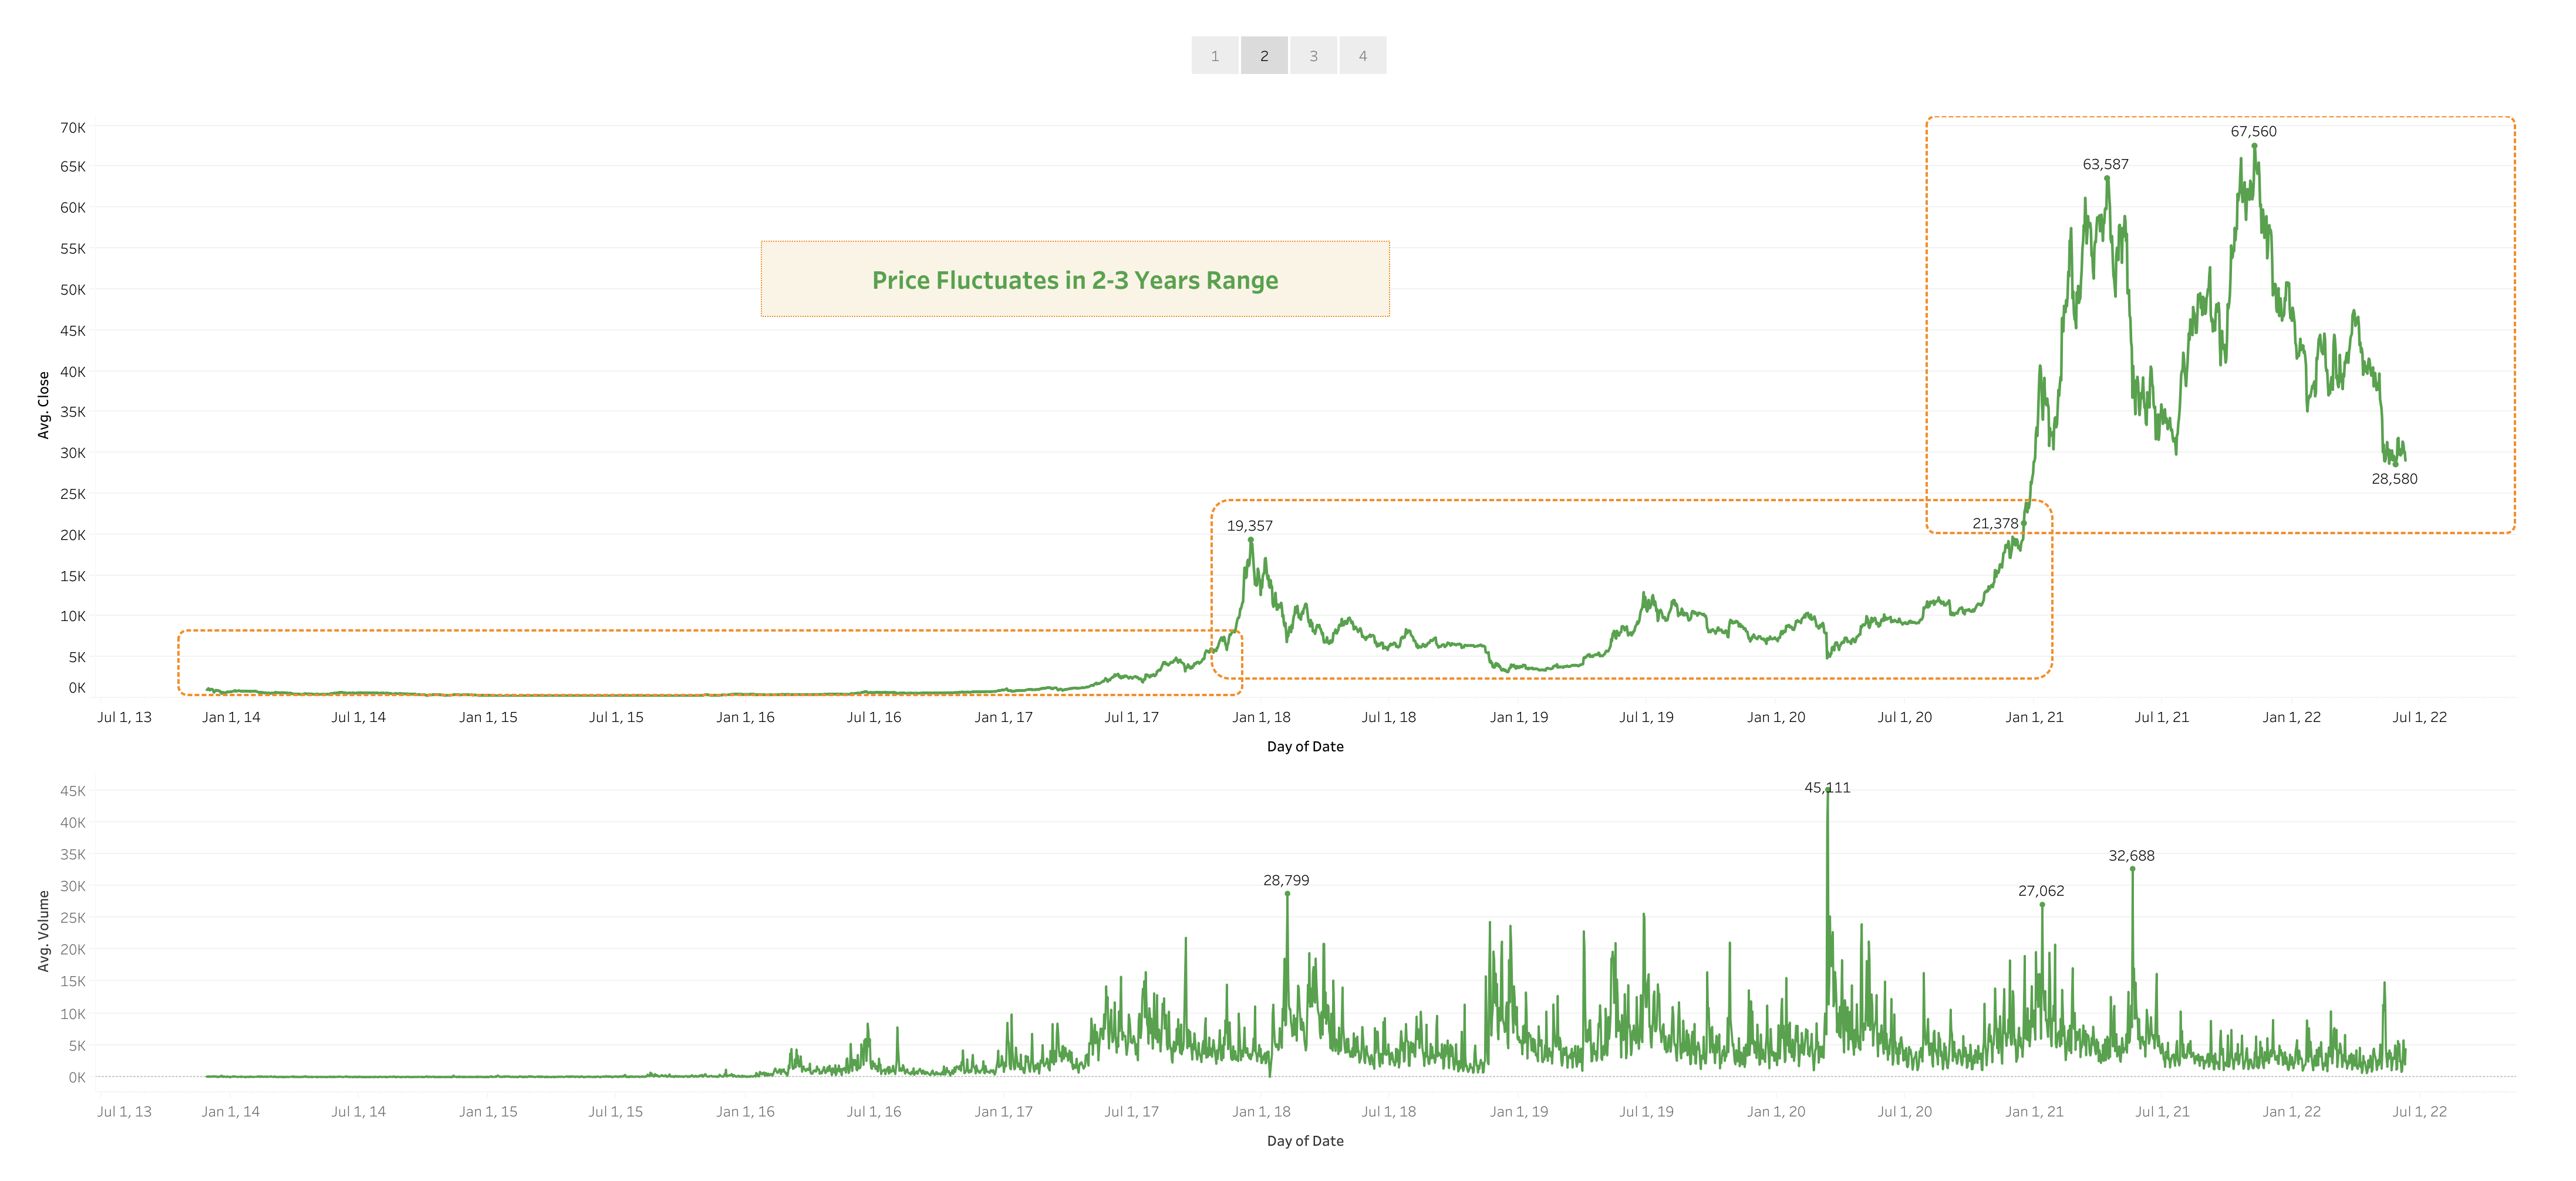 1 2 3 4
70K
65K
60K
55K
50K
45K
40K
35K
30K
25K
20K
15K
10K
5K
0K
Avg. Close
67,560
63,587
Price Fluctuates in 2-3 Years Range
28,580
19,357
21,378
Jul 1, 13 Jan 1, 14 Jul 1, 14 Jan 1, 15 Jul 1, 15 Jan 1, 16 Jul 1, 16 Jan 1, 17 Jul 1, 17 Jan 1, 18 Jul 1, 18 Jan 1, 19 Jul 1, 19 Jan 1, 20 Jul 1, 20 Jan 1, 21 Jul 1, 21 Jan 1, 22 Jul 1, 22
Day of Date
45K
40K
35K
30K
25K
20K
15K
10K
5K
0K
Avg. Volume
45,111
32,688
28,799
27,062
Jul 1, 13 Jan 1, 14 Jul 1, 14 Jan 1, 15 Jul 1, 15 Jan 1, 16 Jul 1, 16 Jan 1, 17 Jul 1, 17 Jan 1, 18 Jul 1, 18 Jan 1, 19 Jul 1, 19 Jan 1, 20 Jul 1, 20 Jan 1, 21 Jul 1, 21 Jan 1, 22 Jul 1, 22
Day of Date